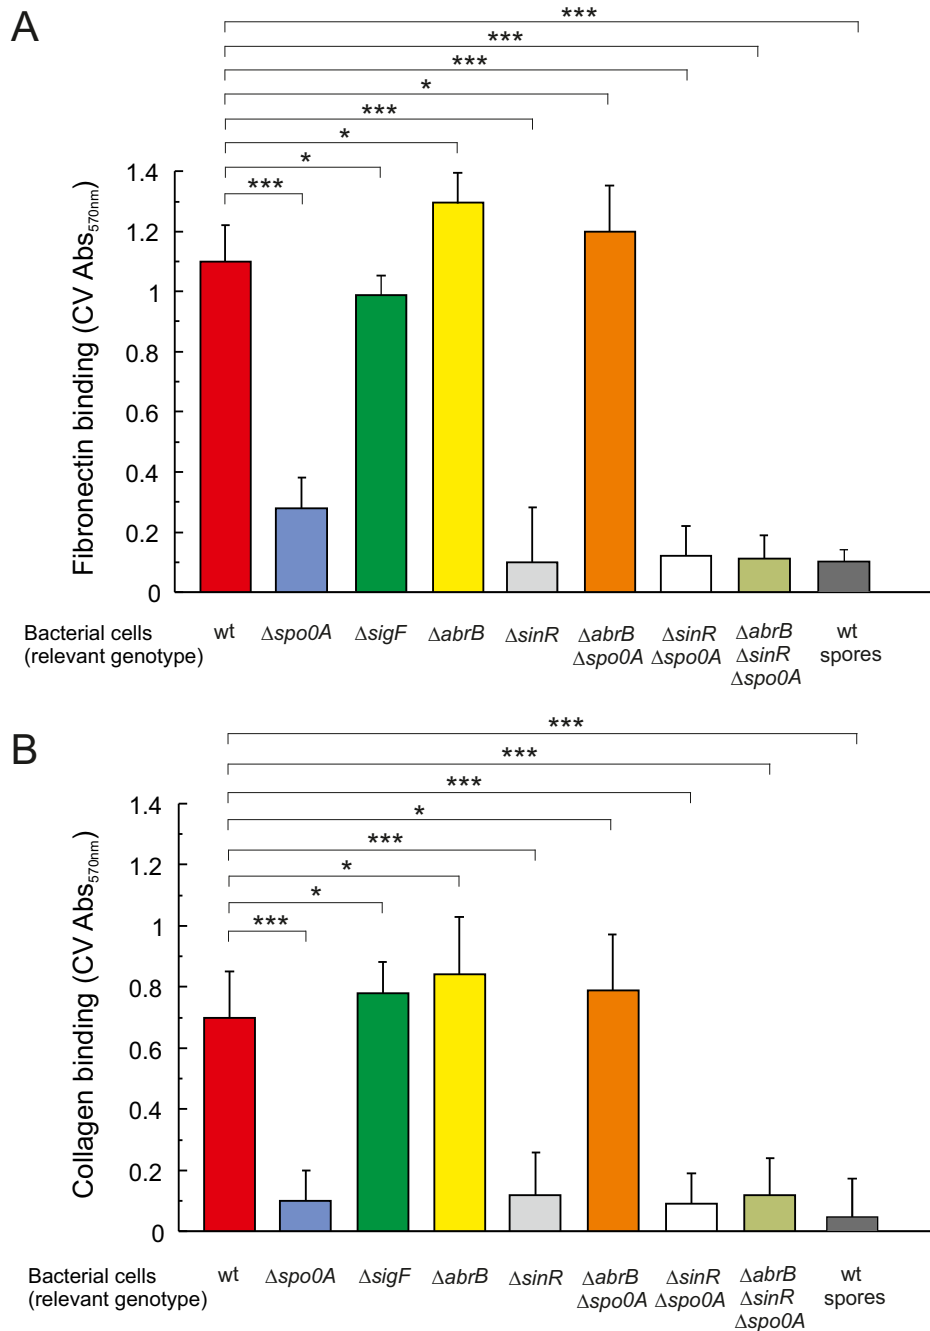 A
***
***
***
*
***
*
*
***
Fibronectin binding (CV Abs570nm)
1.4
1.2
1
0.8
0.6
0.4
0.2
0
Bacterial cells
(relevant genotype)
wt
Δspo0A
ΔsigF
ΔabrB
ΔsinR
ΔabrB
Δspo0A
ΔsinR
Δspo0A
ΔabrB
ΔsinR
Δspo0A
wt
spores
B
***
***
***
*
***
*
*
***
Collagen binding (CV Abs570nm)
1.4
1.2
1
0.8
0.6
0.4
0.2
0
Bacterial cells
(relevant genotype)
wt
Δspo0A
ΔsigF
ΔabrB
ΔsinR
ΔabrB
Δspo0A
ΔsinR
Δspo0A
ΔabrB
ΔsinR
Δspo0A
wt
spores